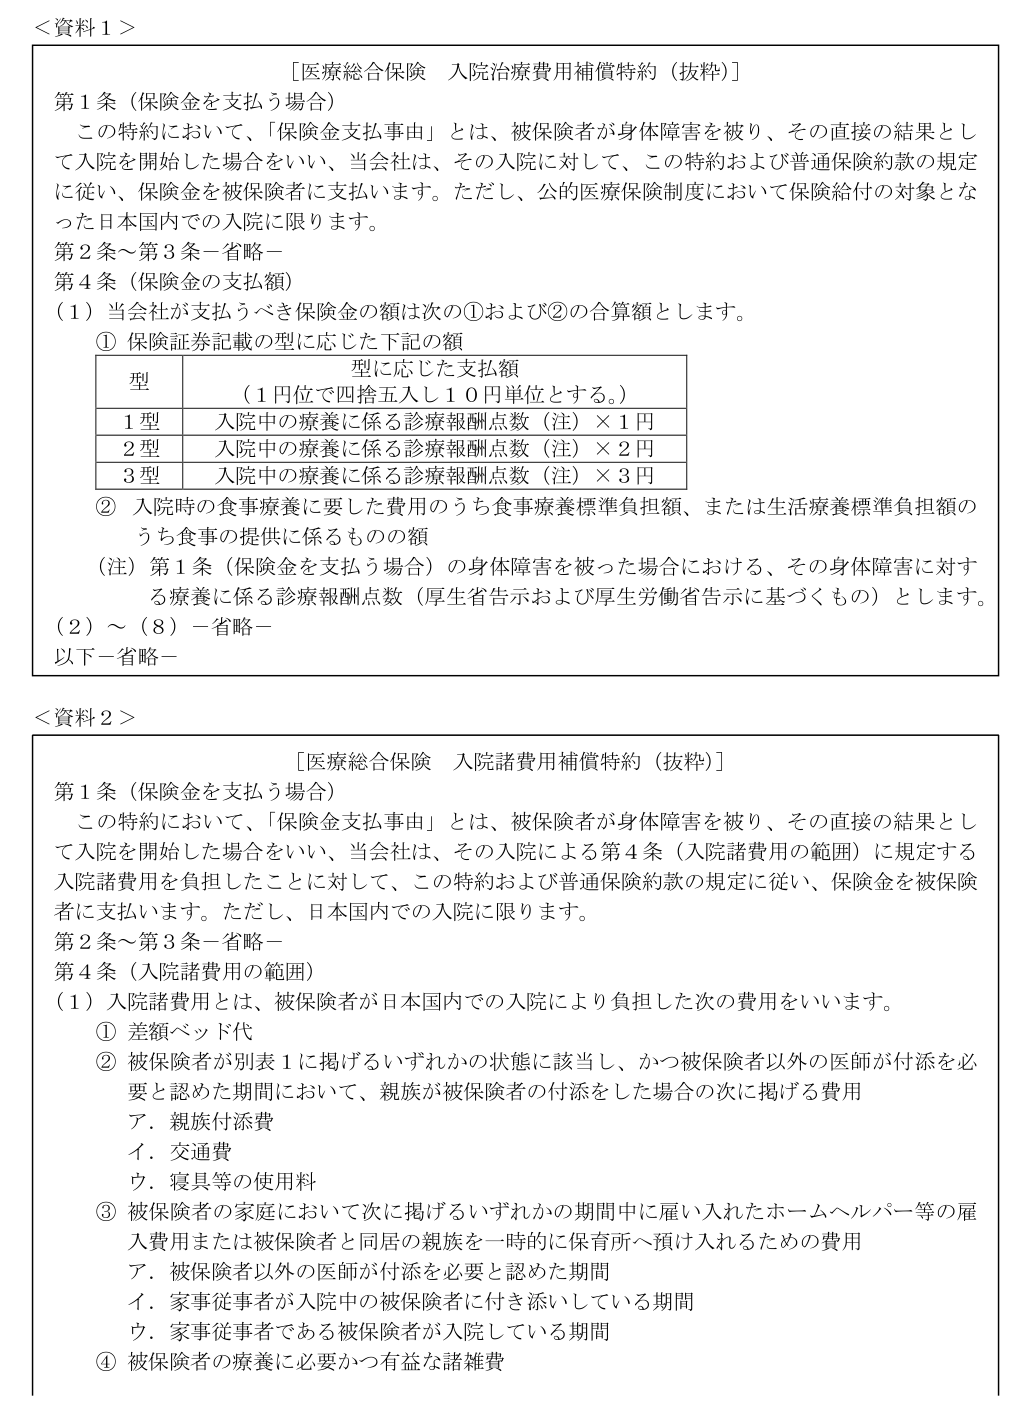 ＜資料１＞
［医療総合保険　入院治療費用補償特約（抜粋）］
第１条（保険金を支払う場合）
　この特約において、「保険金支払事由」とは、被保険者が身体障害を被り、その直接の結果とし
て入院を開始した場合をいい、当会社は、その入院に対して、この特約および普通保険約款の規定
に従い、保険金を被保険者に支払います。ただし、公的医療保険制度において保険給付の対象とな
った日本国内での入院に限ります。
第２条～第３条－省略－
第４条（保険金の支払額）
（１）当会社が支払うべき保険金の額は次の①および②の合算額とします。
① 保険証券記載の型に応じた下記の額
型
型に応じた支払額
（１円位で四捨五入し１０円単位とする。）
１型　入院中の療養に係る診療報酬点数（注）×１円
２型　入院中の療養に係る診療報酬点数（注）×２円
３型　入院中の療養に係る診療報酬点数（注）×３円
② 入院時の食事療養に要した費用のうち食事療養標準負担額、または生活療養標準負担額の
うち食事の提供に係るものの額
（注）第１条（保険金を支払う場合）の身体障害を被った場合における、その身体障害に対す
る療養に係る診療報酬点数（厚生省告示および厚生労働省告示に基づくもの）とします。
（２）～（８）－省略－
以下－省略－
＜資料２＞
［医療総合保険　入院諸費用補償特約（抜粋）］
第１条（保険金を支払う場合）
　この特約において、「保険金支払事由」とは、被保険者が身体障害を被り、その直接の結果とし
て入院を開始した場合をいい、当会社は、その入院による第４条（入院諸費用の範囲）に規定する
入院諸費用を負担したことに対して、この特約および普通保険約款の規定に従い、保険金を被保険
者に支払います。ただし、日本国内での入院に限ります。
第２条～第３条－省略－
第４条（入院諸費用の範囲）
（１）入院諸費用とは、被保険者が日本国内での入院により負担した次の費用をいいます。
① 差額ベッド代
② 被保険者が別表１に掲げるいずれかの状態に該当し、かつ被保険者以外の医師が付添を必
要と認めた期間において、親族が被保険者の付添をした場合の次に掲げる費用
ア．親族付添費
イ．交通費
ウ．寝具等の使用料
③ 被保険者の家庭において次に掲げるいずれかの期間中に雇い入れたホームヘルパー等の雇
入費用または被保険者と同居の親族を一時的に保育所へ預け入れるための費用
ア．被保険者以外の医師が付添を必要と認めた期間
イ．家事従事者が入院中の被保険者に付き添いしている期間
ウ．家事従事者である被保険者が入院している期間
④ 被保険者の療養に必要かつ有益な諸雑費